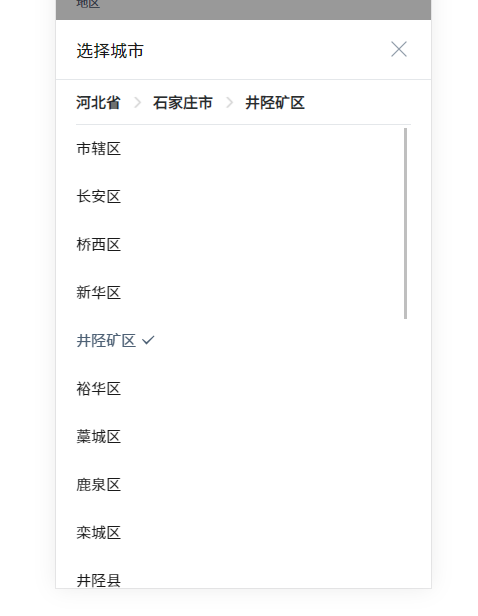 地区
选择城市
河北省 石家庄市 井陉矿区
市辖区
长安区
桥西区
新华区
井陉矿区
裕华区
藁城区
鹿泉区
栾城区
井陉县